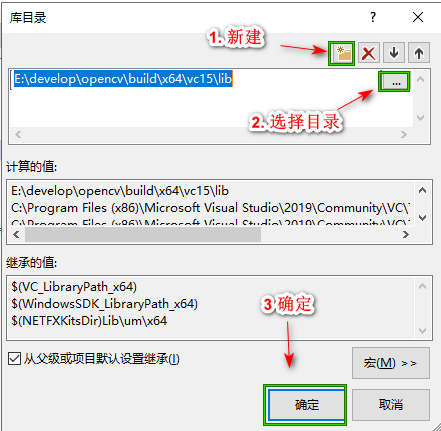 库目录
? ×
1. 新建
E:\develop\opencv\build\x64\vc15\lib
...
2. 选择目录
计算的值:
E:\develop\opencv\build\x64\vc15\lib
C:\Program Files (x86)\Microsoft Visual Studio\2019\Community\VC\
C:\Program Files (x86)\Microsoft Visual Studio\2019\Community\VC\
继承的值:
$(VC_LibraryPath_x64)
$(WindowsSDK_LibraryPath_x64)
$(NETFXKitsDir)Lib\um\x64
3 确定
从父级或项目默认设置继承(I)
宏(M) >>
确定
取消